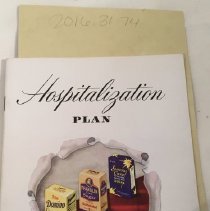 2016.31.74
Hospitalization
PLAN
Domino